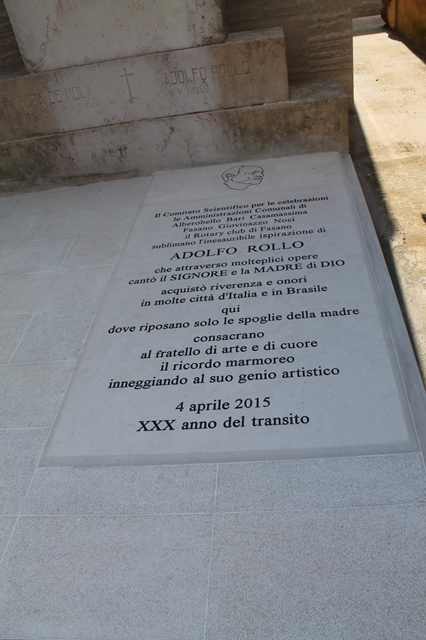 DE MOLA
ADOLFO ROLLO
Il Comitato Scientifico per le celebrazioni
le Amministrazioni Comunali di
Alberobello Bari Casamassima
Fasano Giovinazzo Noci
il Rotary club di Fasano
sublimano l'inesauribile ispirazione di
ADOLFO ROLLO
che attraverso molteplici opere
cantò il SIGNORE e la MADRE di DIO
acquistò riverenza e onori
in molte città d'Italia e in Brasile
qui
dove riposano solo le spoglie della madre
consacrano
al fratello di arte e di cuore
il ricordo marmoreo
inneggiando al suo genio artistico
4 aprile 2015
XXX anno del transito